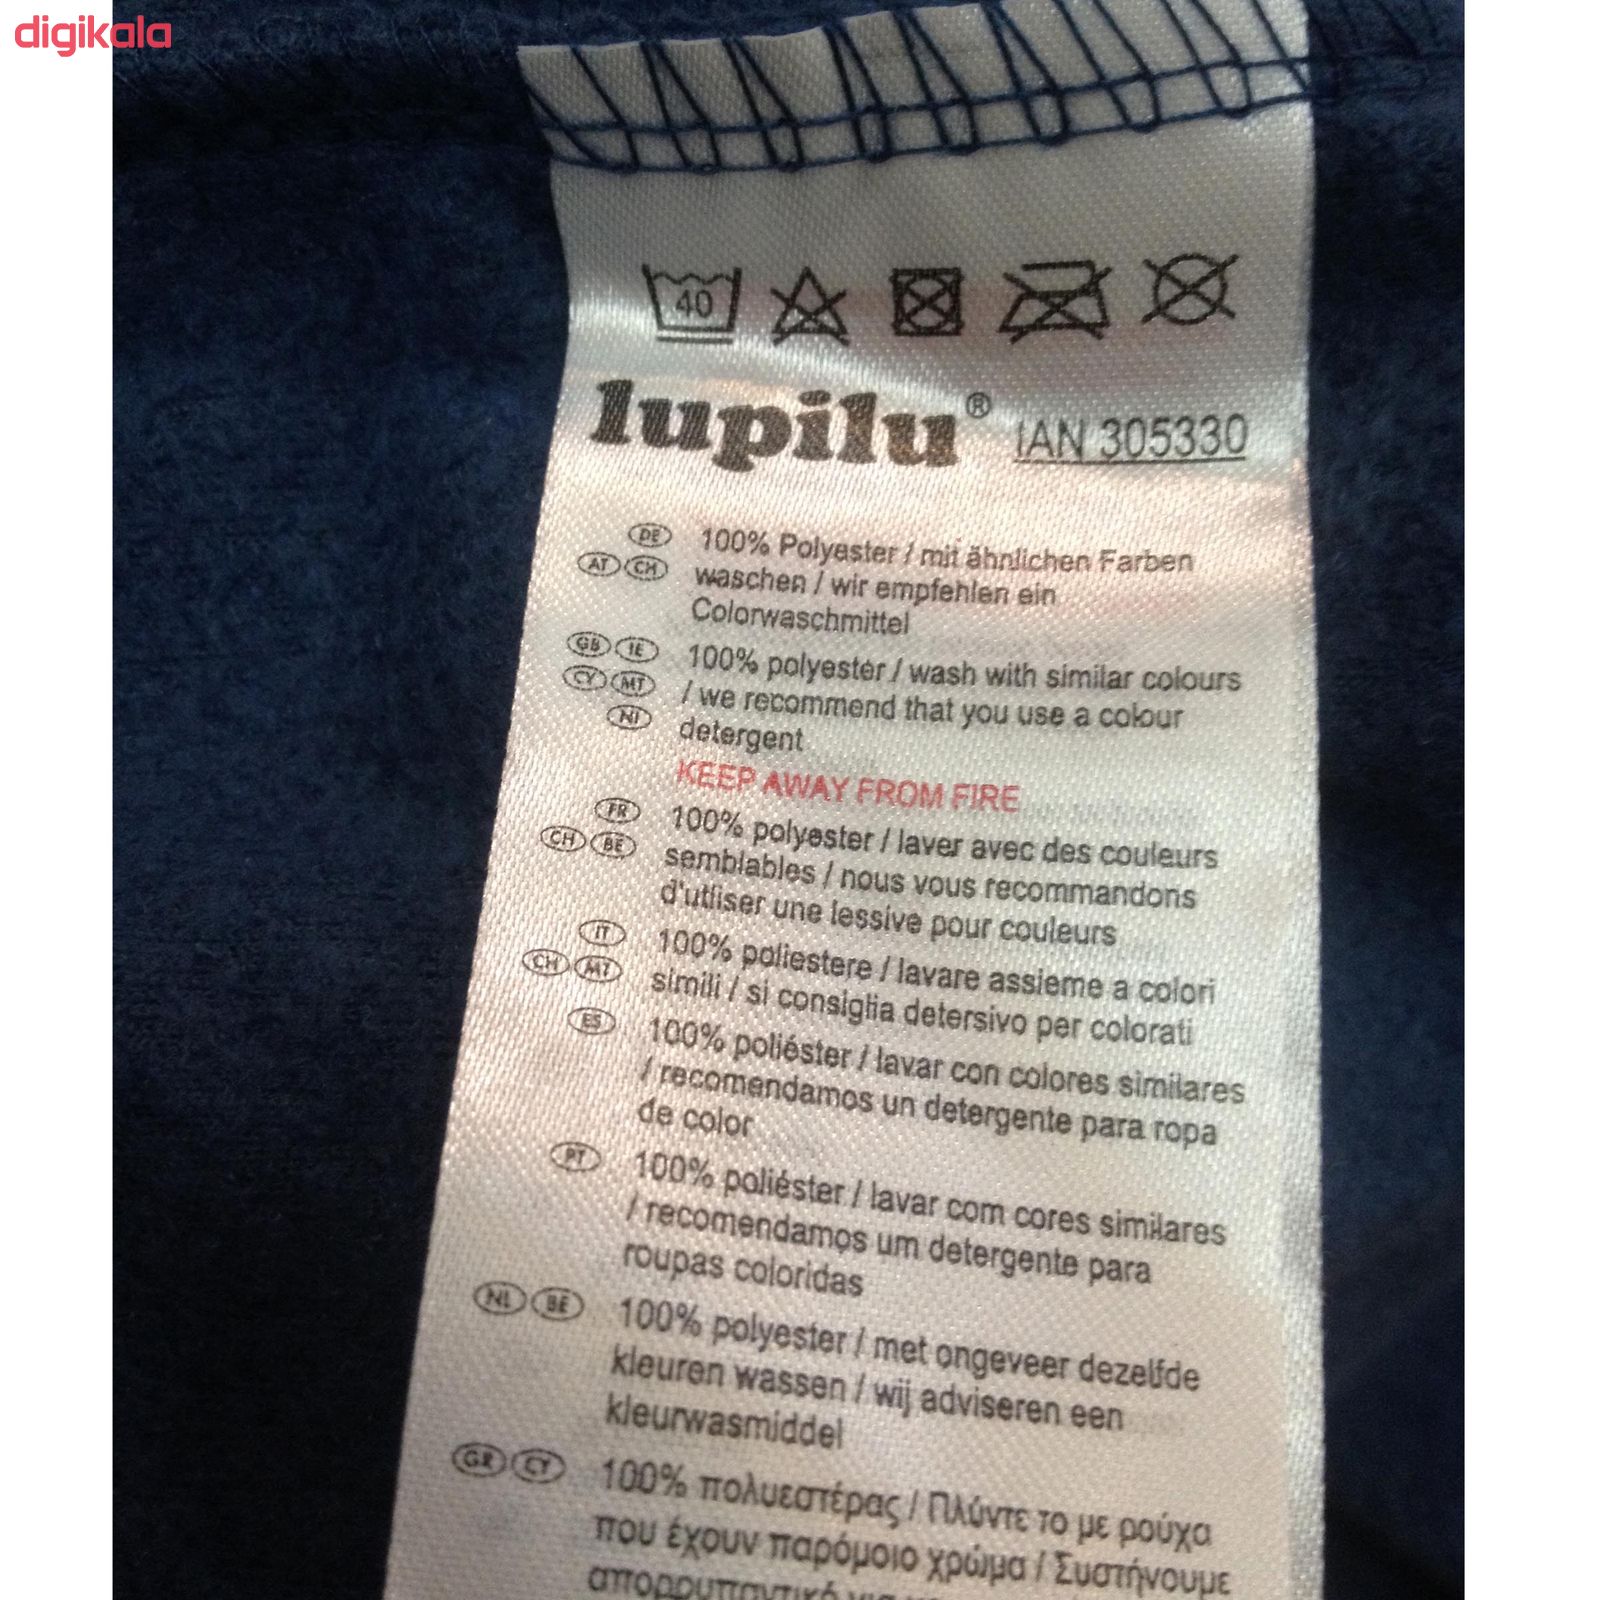 digikala
40
lupilu® IAN 305330
DE 100% Polyester / mit ähnlichen Farben
AT CH waschen / wir empfehlen ein
Colorwaschmittel
GB IE 100% polyester / wash with similar colours
CY MT / we recommend that you use a colour
NI detergent
KEEP AWAY FROM FIRE
FR 100% polyester / laver avec des couleurs
CH BE semblables / nous vous recommandons
d'utliser une lessive pour couleurs
IT 100% poliestere / lavare assieme a colori
CH MT simili / si consiglia detersivo per colorati
ES 100% poliéster / lavar con colores similares
/ recomendamos un detergente para ropa
de color
PT 100% poliéster / lavar com cores similares
/ recomendamos um detergente para
roupas coloridas
NL BE 100% polyester / met ongeveer dezelfde
kleuren wassen / wij adviseren een
kleurwasmiddel
GR CY 100% πολυεστέρας / Πλύντε το με ρούχα
που έχουν παρόμοιο χρώμα / Συστήνουμε
απορρυπαντικό για